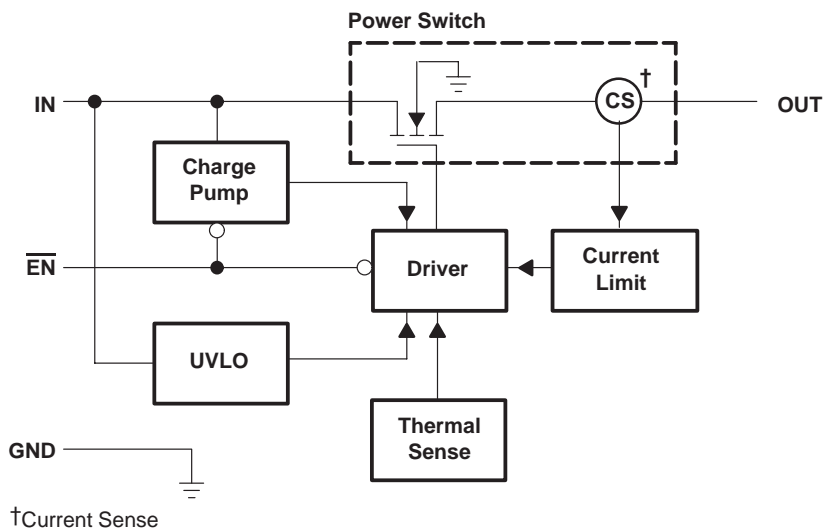 Power Switch
†
IN
CS
OUT
Charge
Pump
EN
Driver
Current
Limit
UVLO
Thermal
Sense
GND
†Current Sense